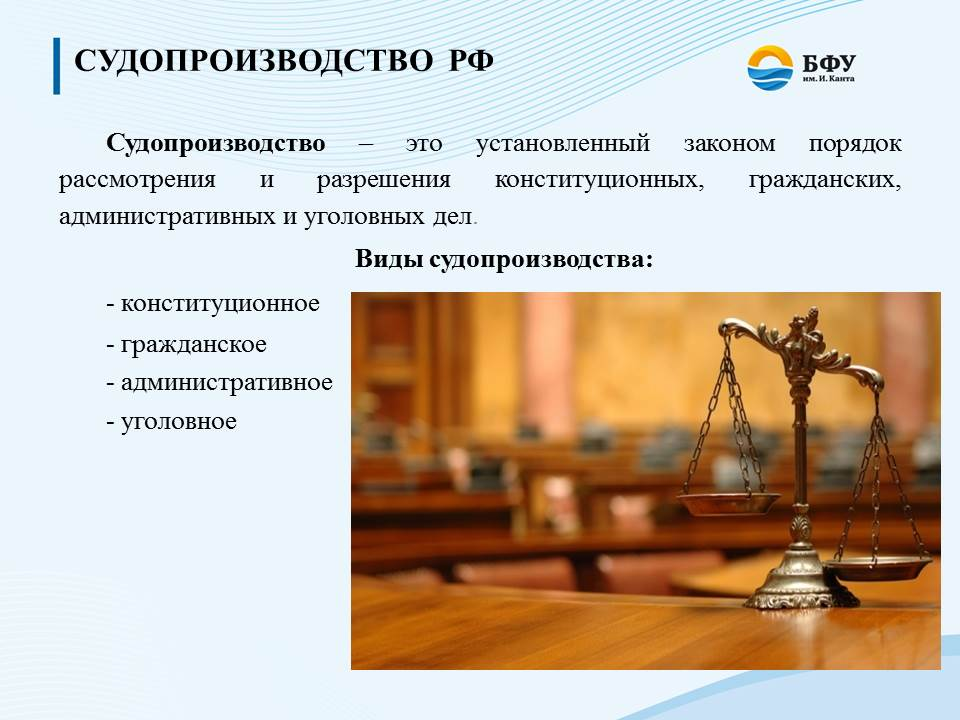 СУДОПРОИЗВОДСТВО РФ
БФУ
им. И. Канта
Судопроизводство – это установленный законом порядок
рассмотрения и разрешения конституционных, гражданских,
административных и уголовных дел.
Виды судопроизводства:
- конституционное
- гражданское
- административное
- уголовное